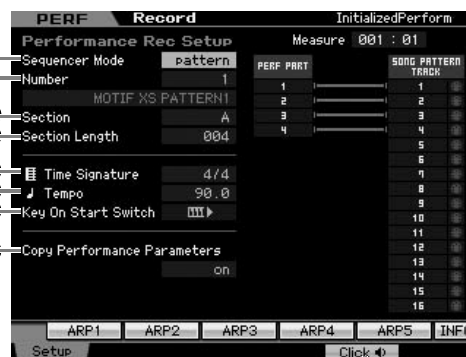 PERF Record InitializedPerform
Performance Rec Setup Measure 001 : 01
Sequencer Mode pattern
Number 1
MOTIF XS PATTERN1
Section A
Section Length 004
Time Signature 4/4
Tempo 90.0
Key On Start Switch
Copy Performance Parameters
on
PERF PART SONG PATTERN TRACK
1 1
2 2
3 3
4 4
5
6
7
8
9
10
11
12
13
14
15
16
ARP1 ARP2 ARP3 ARP4 ARP5 INF
Setup Click